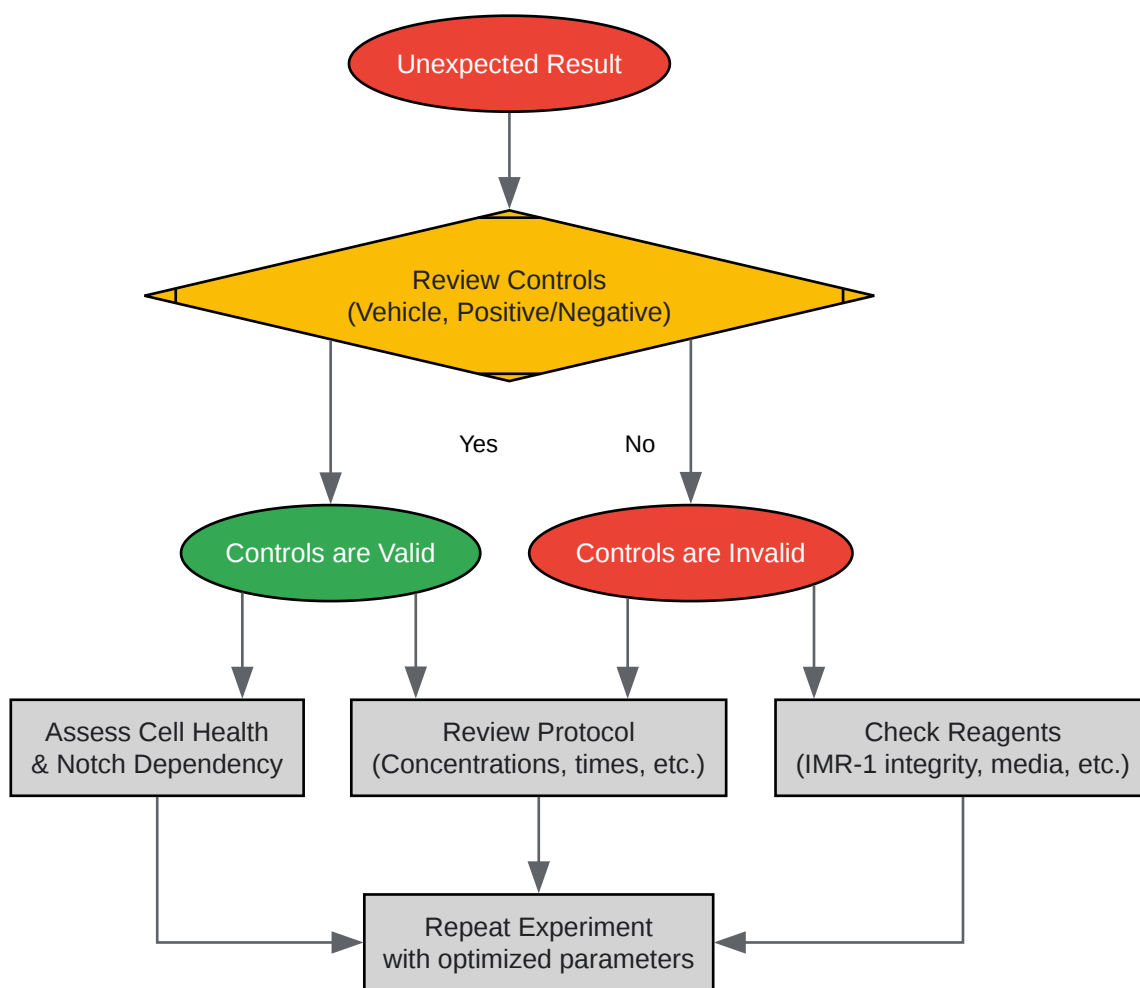 Unexpected Result
Review Controls
(Vehicle, Positive/Negative)
Yes
No
Controls are Valid
Controls are Invalid
Assess Cell Health
& Notch Dependency
Review Protocol
(Concentrations, times, etc.)
Check Reagents
(IMR-1 integrity, media, etc.)
Repeat Experiment
with optimized parameters